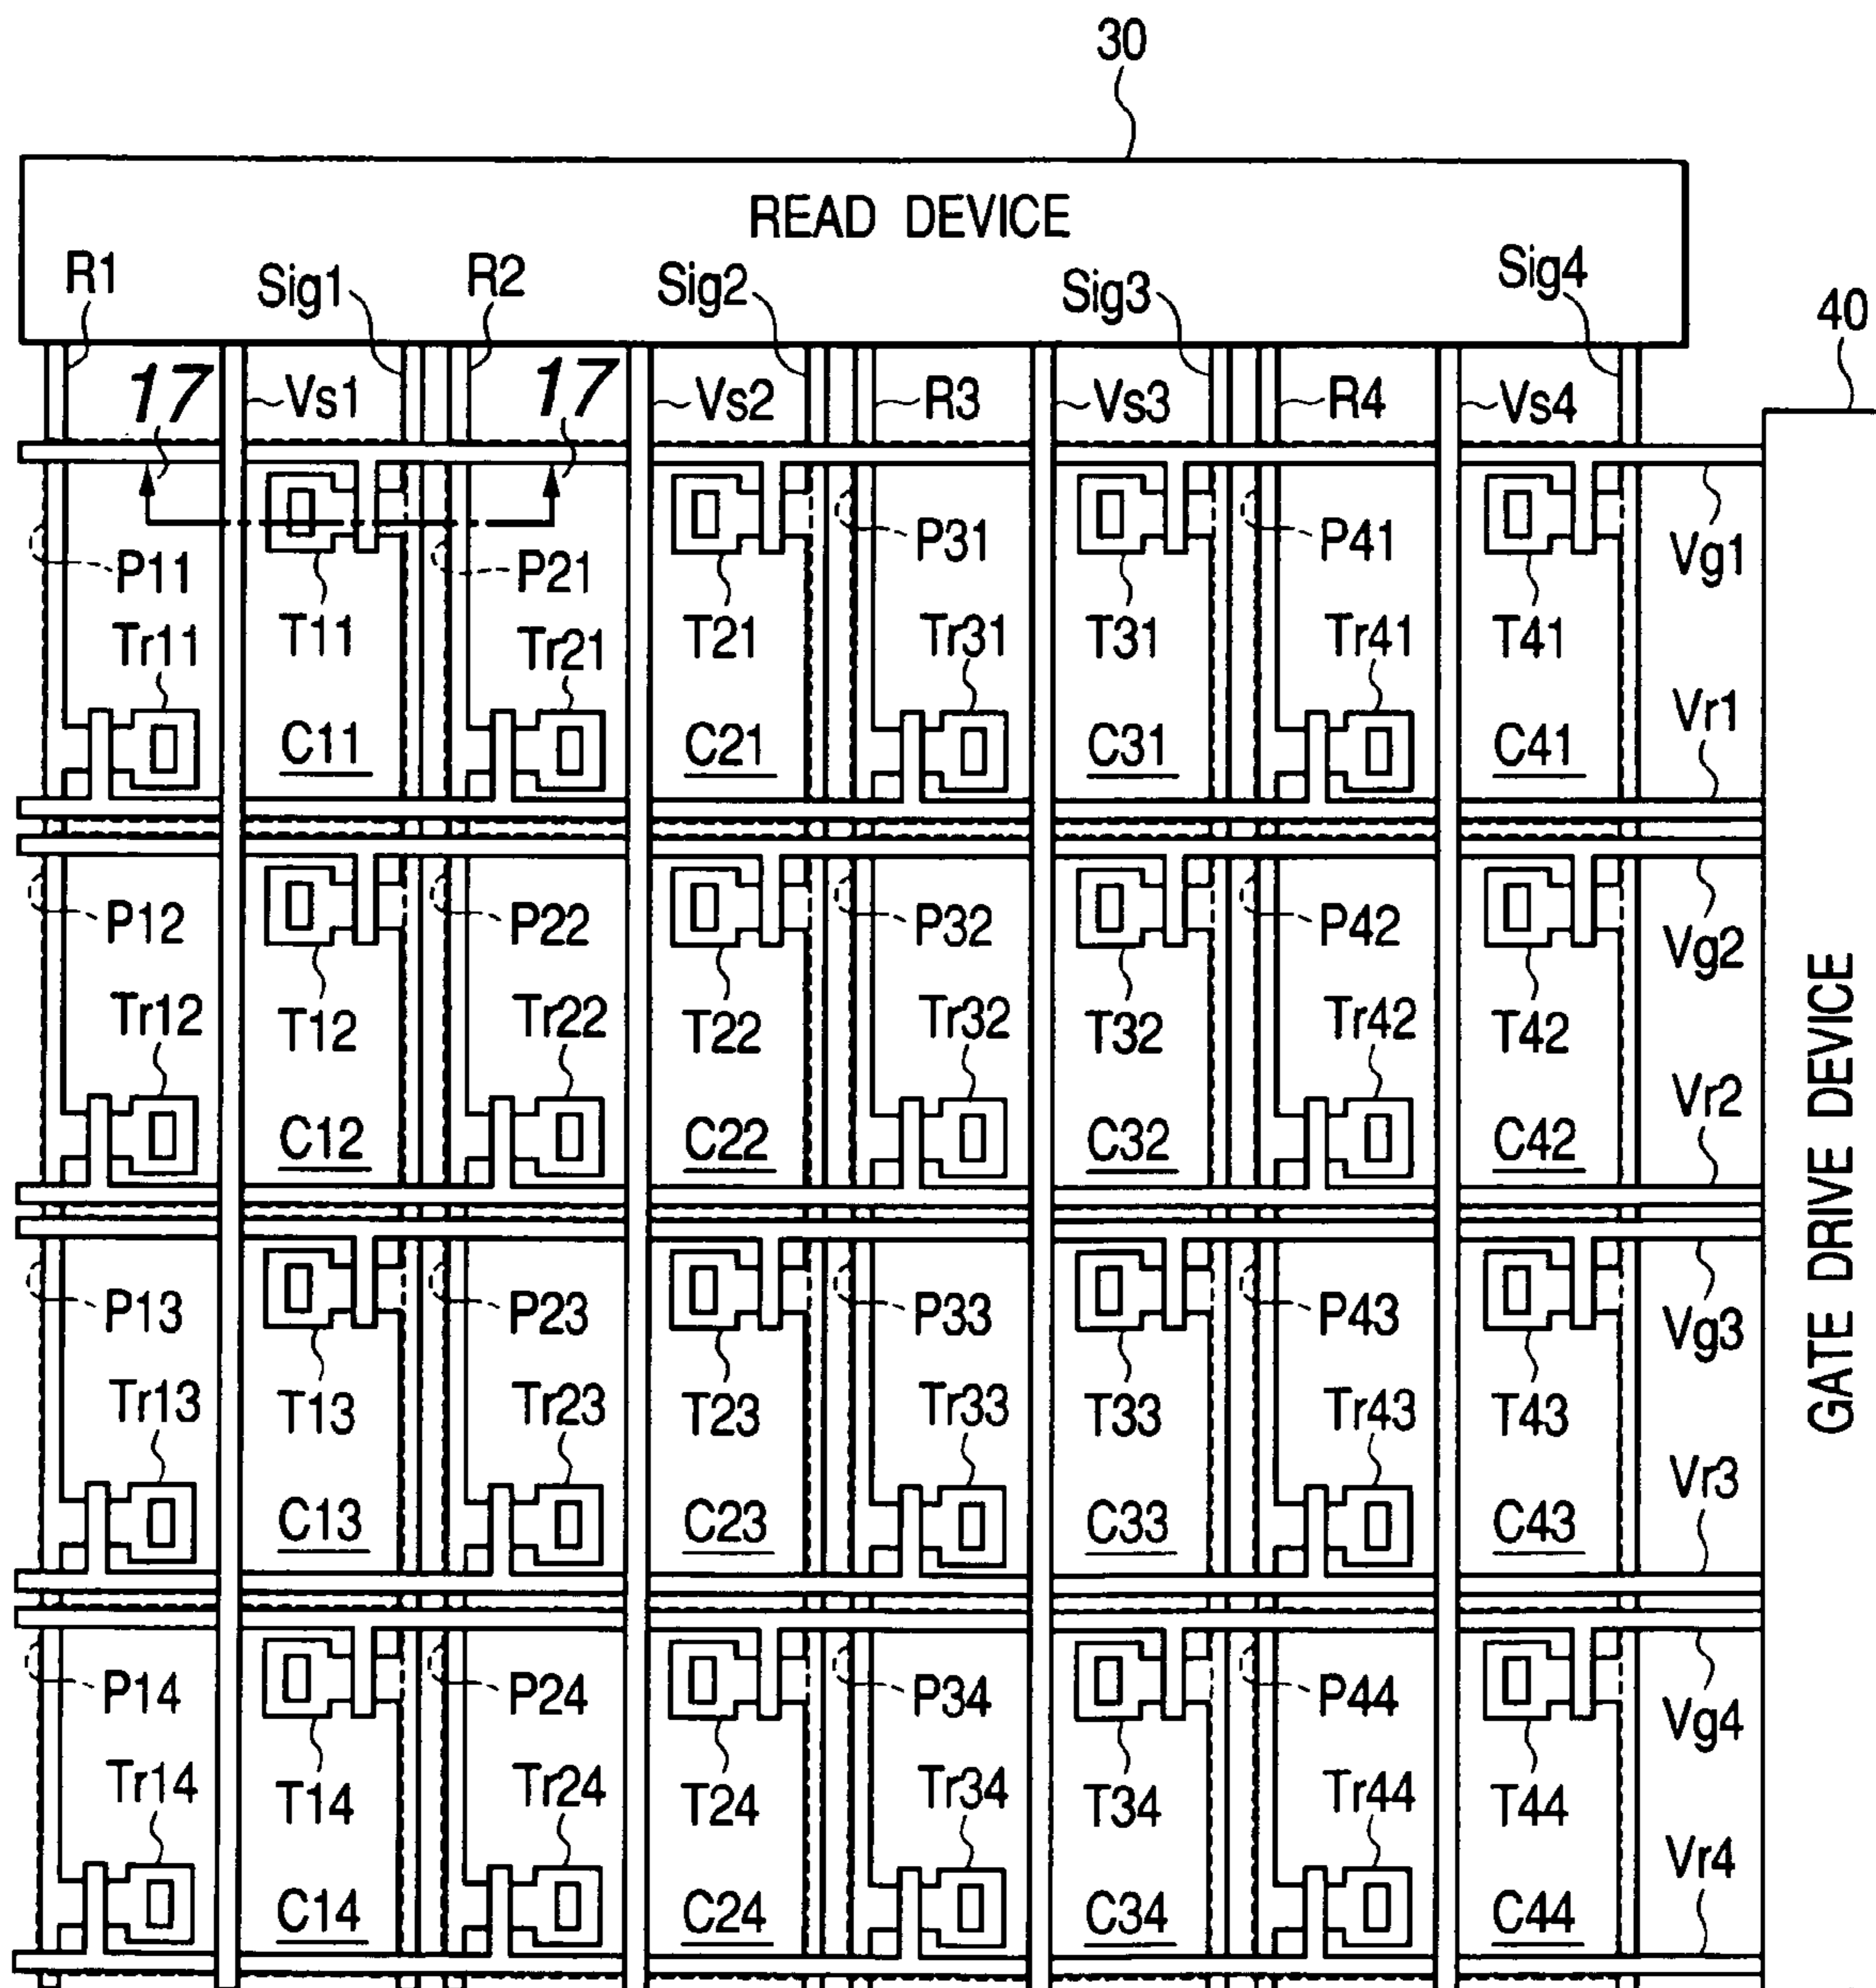 30
READ DEVICE
R1 Sig1 R2 Sig2 Sig3 Sig4
40
17 Vs1 17 Vs2 R3 Vs3 R4 Vs4
P11 P21 P31 P41 Vg1
T11 T21 T31 T41
Tr11 Tr21 Tr31 Tr41
C11 C21 C31 C41 Vr1
P12 P22 P32 P42 Vg2
Tr12 T12 Tr22 T22 Tr32 T32 Tr42 T42
C12 C22 C32 C42 Vr2
GATE DRIVE DEVICE
P13 P23 P33 P43 Vg3
Tr13 T13 Tr23 T23 Tr33 T33 Tr43 T43
C13 C23 C33 C43 Vr3
P14 P24 P34 P44 Vg4
Tr14 T14 Tr24 T24 Tr34 T34 Tr44 T44
C14 C24 C34 C44 Vr4